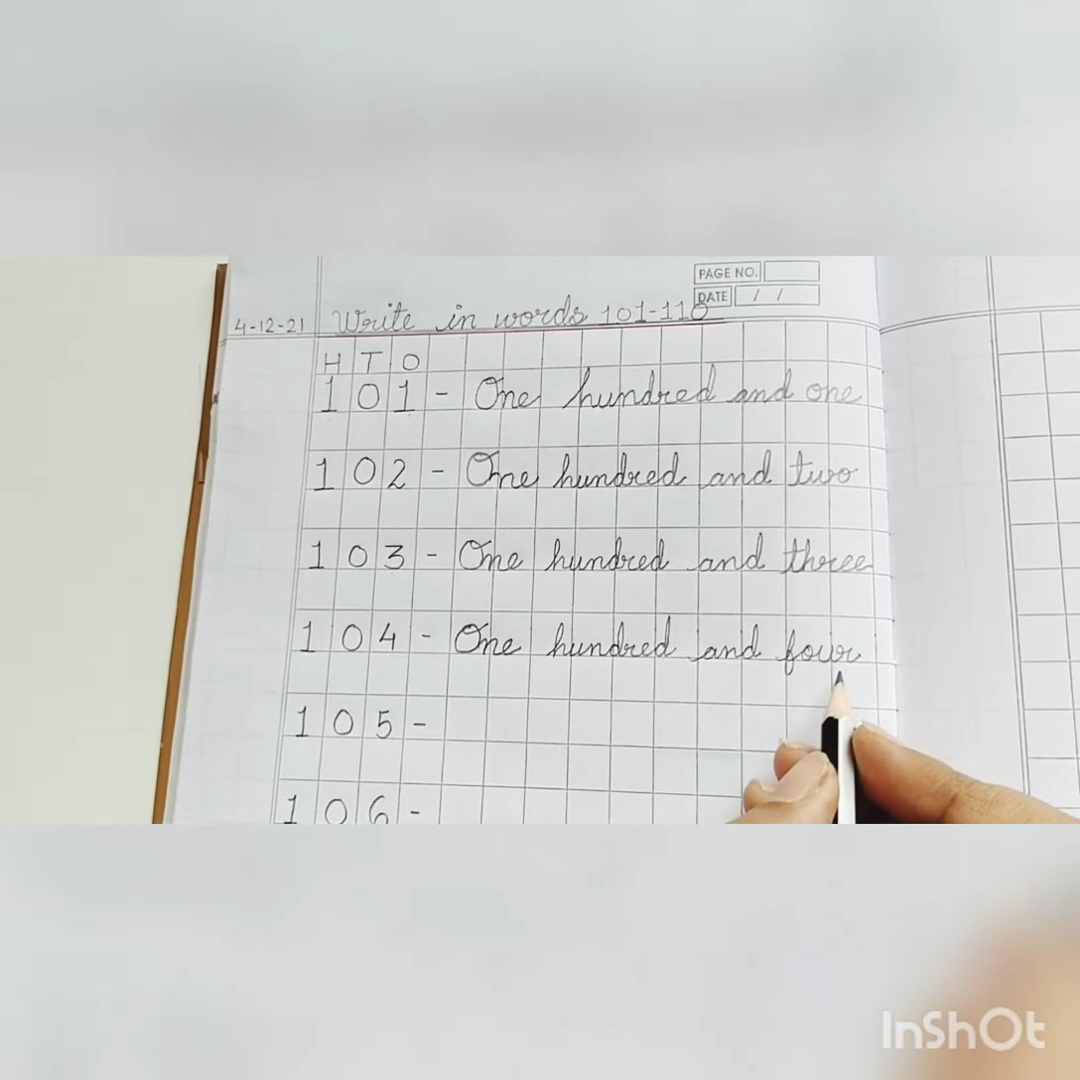 PAGE NO.
DATE / /
4-12-21 Write in words 101-110
H T O
101 - One hundred and one
102 - One hundred and two
103 - One hundred and three
104 - One hundred and four
105 -
106 -
InShOt